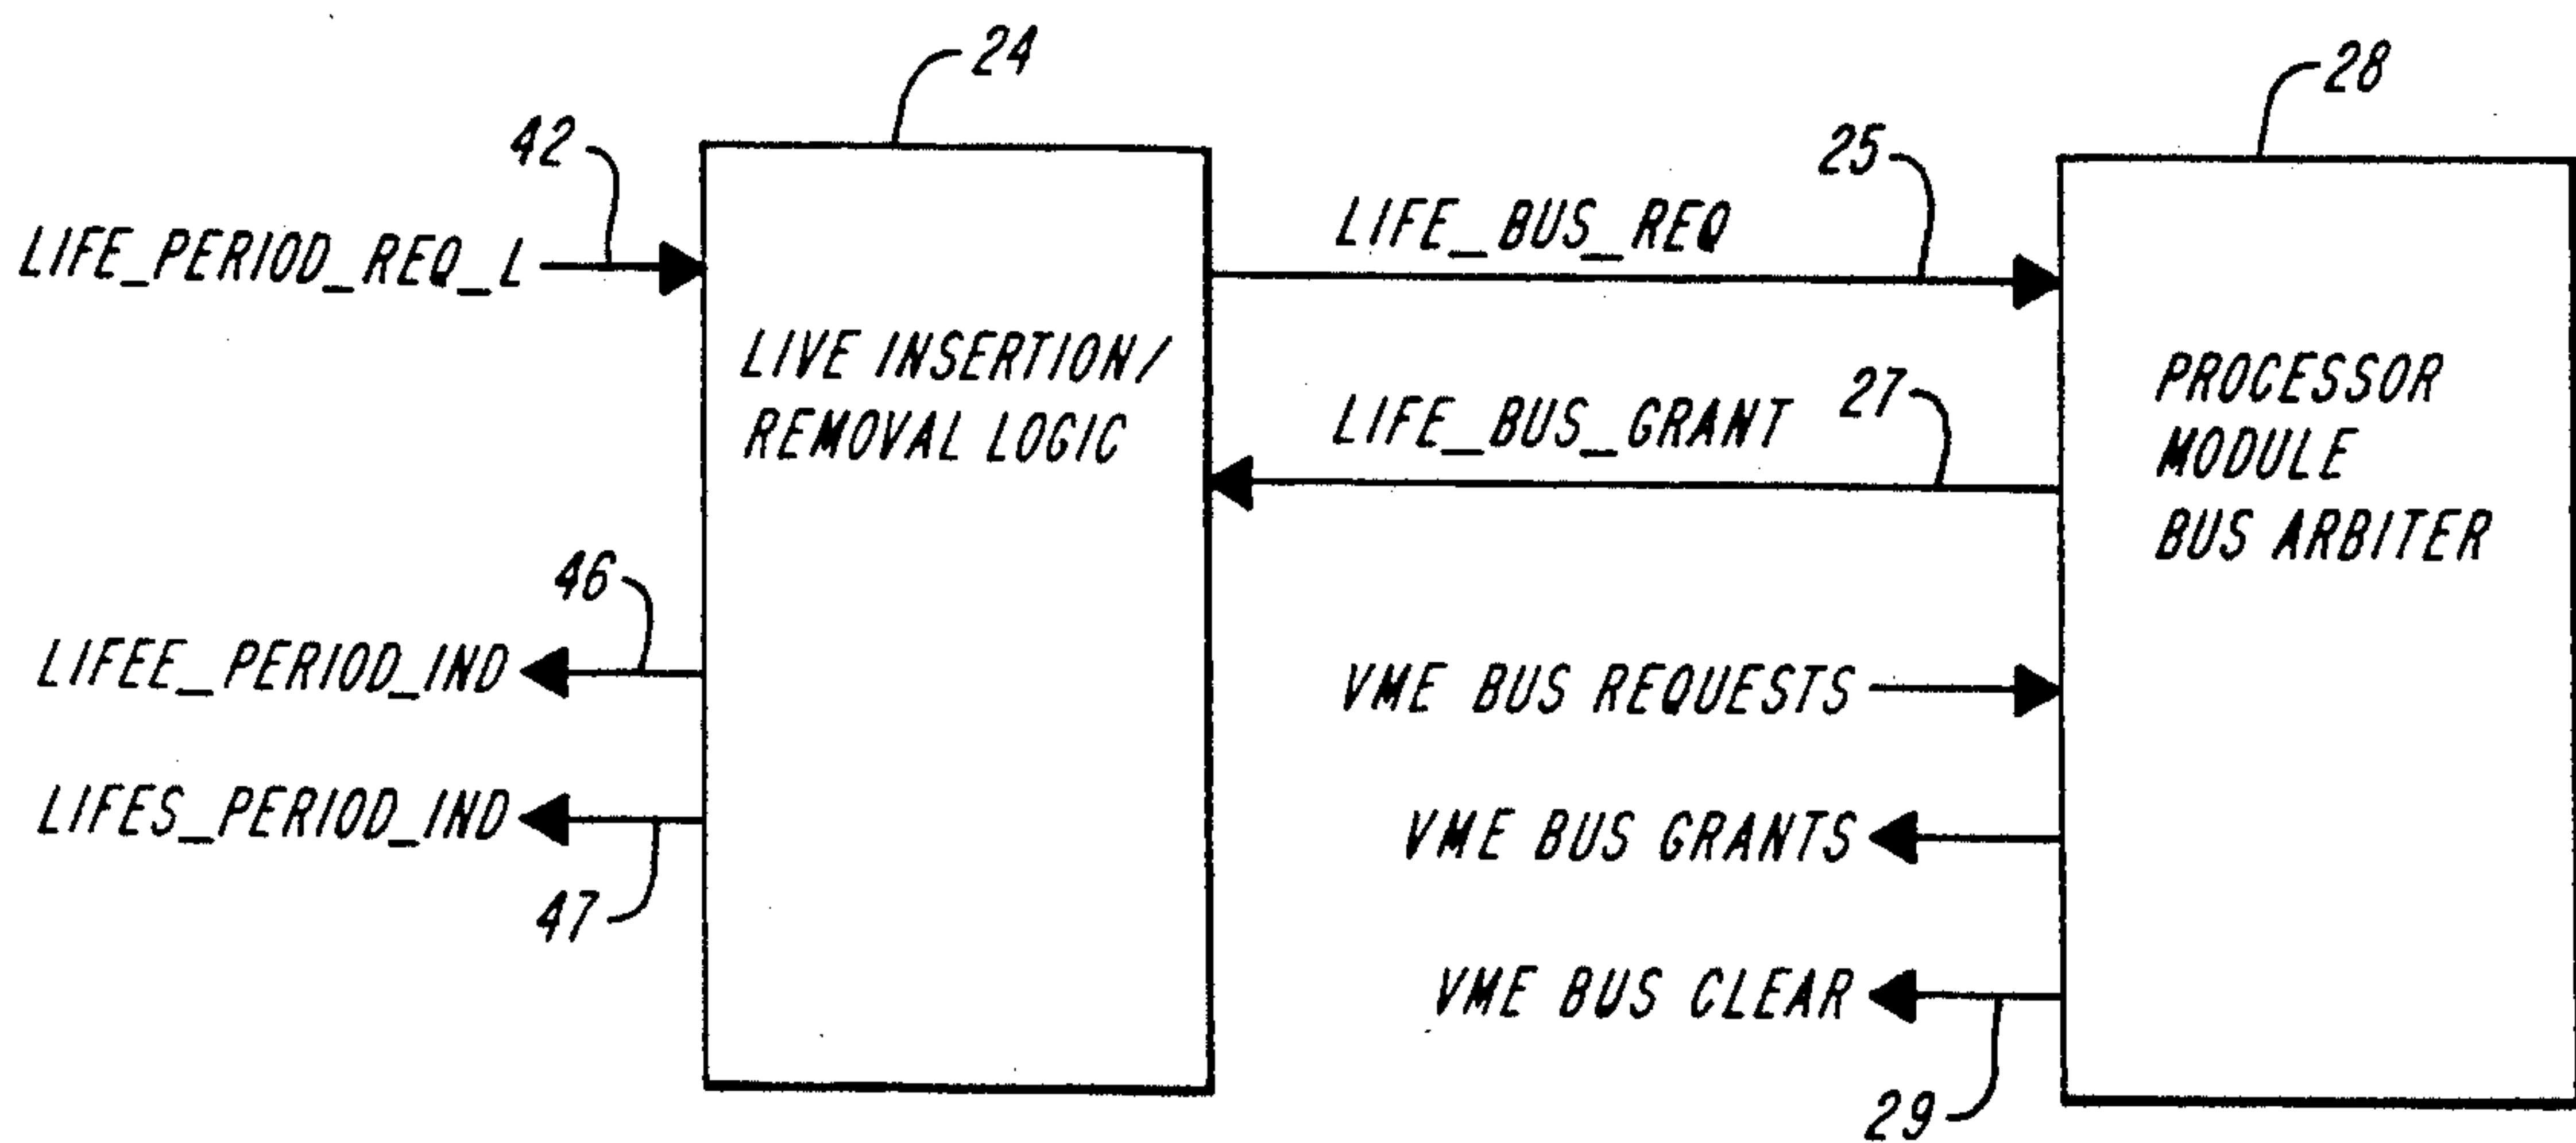 24
28
42
25
LIFE_PERIOD_REQ_L
LIFE_BUS_REQ
LIVE INSERTION/
REMOVAL LOGIC
PROCESSOR
MODULE
BUS ARBITER
LIFE_BUS_GRANT
27
46
LIFEE_PERIOD_IND
VME BUS REQUESTS
LIFES_PERIOD_IND
VME BUS GRANTS
47
VME BUS CLEAR
29